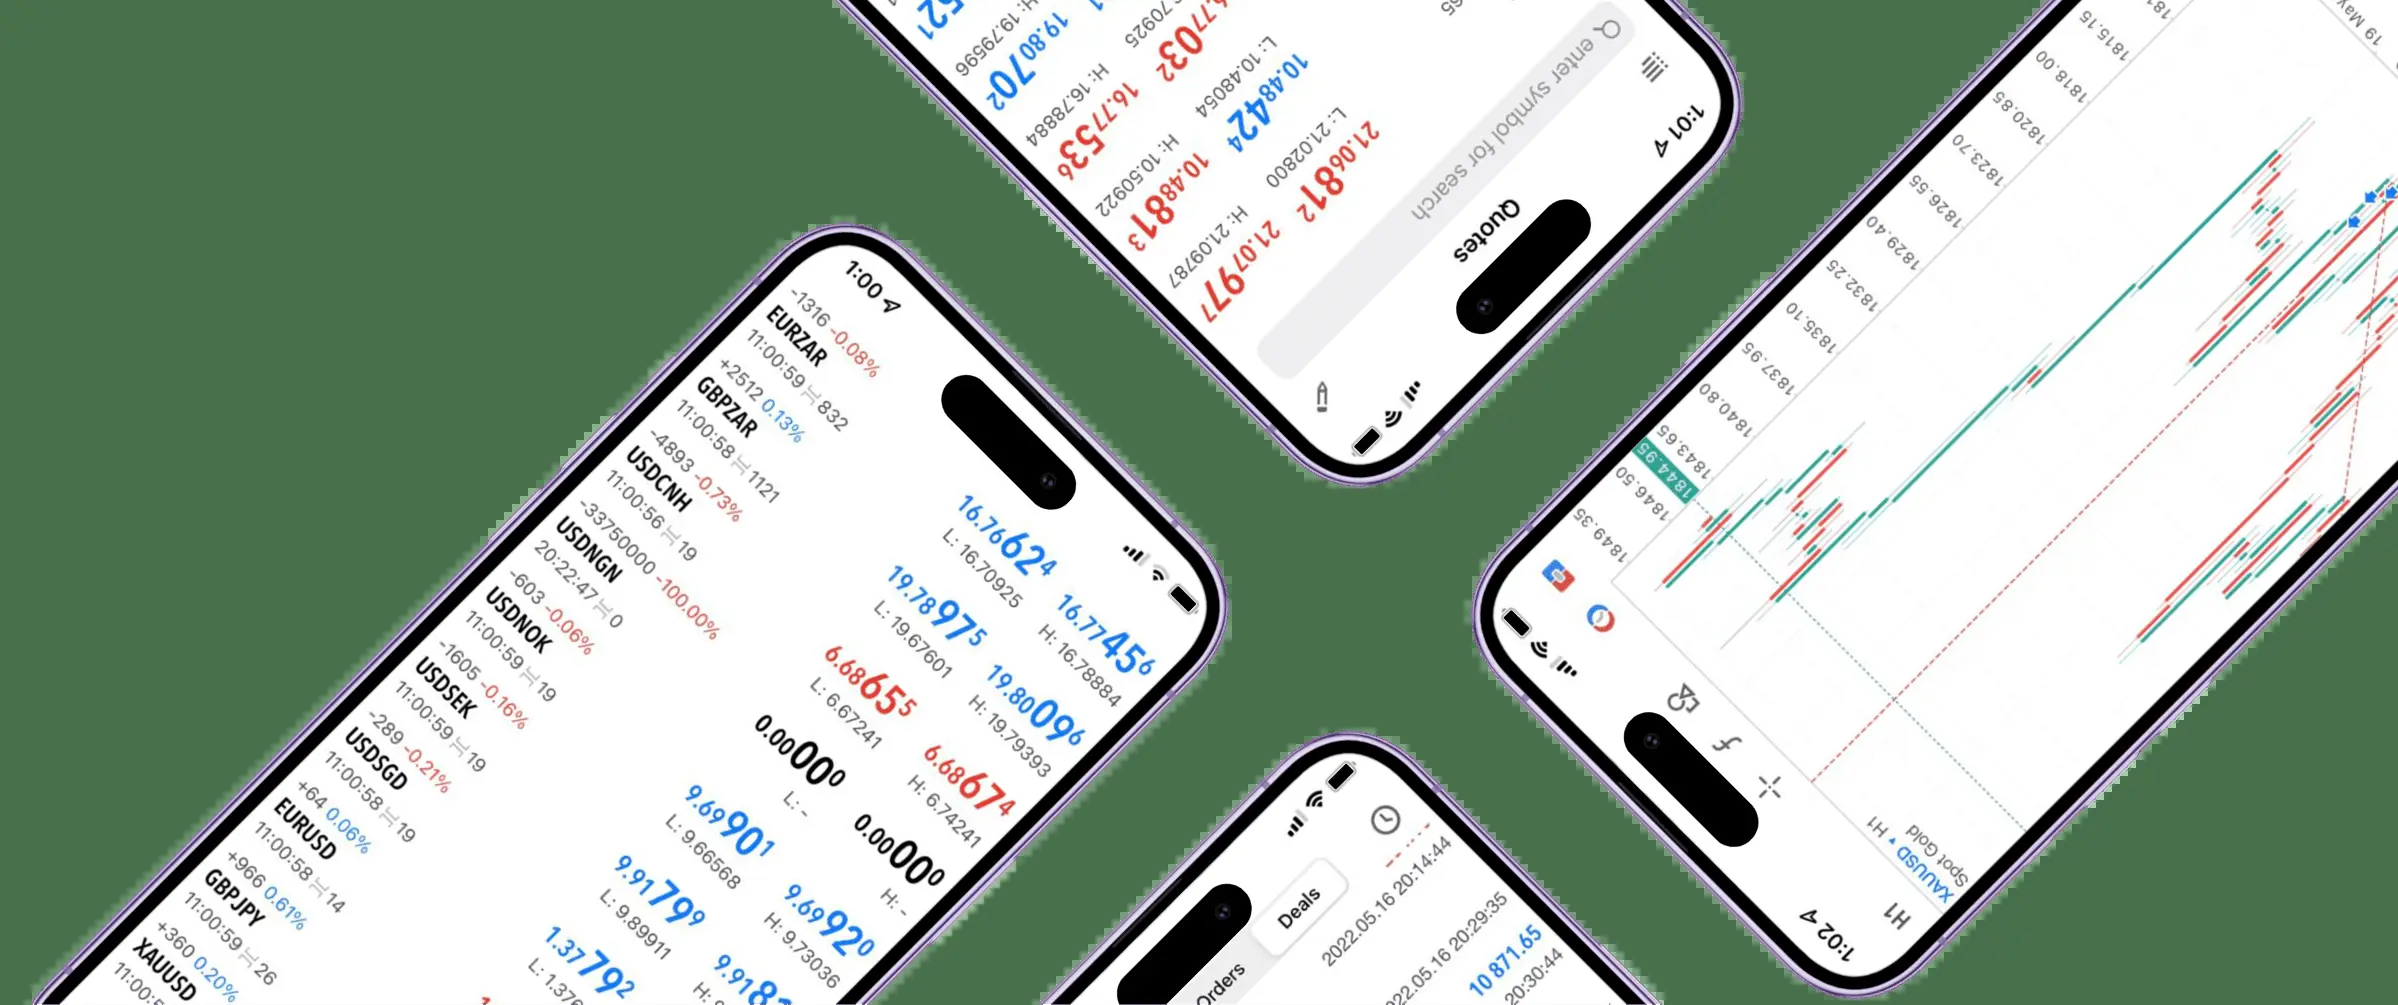 1:00
-1316 -0.08%
EURZAR
11:00:59 832
16.76624
L: 16.70925
16.77456
H: 16.78884
+2512 0.13%
GBPZAR
11:00:58 1121
19.78975
L: 19.67601
19.80096
H: 19.79393
-4893 -0.73%
USDCNH
11:00:56 19
6.68655
L: 6.67241
6.68674
H: 6.74241
-33750000 -100.00%
USDNGN
20:22:47 0
0.00000
L: -
0.00000
H: -
-603 -0.06%
USDNOK
11:00:59 19
9.69901
L: 9.66568
9.69920
H: 9.73036
-1605 -0.16%
USDSEK
11:00:59 19
9.91799
L: 9.89911
9.918
H:
-289 -0.21%
USDSGD
11:00:58 19
1.37792
L: 1.376
+64 0.06%
EURUSD
11:00:58 14
+966 0.61%
GBPJPY
11:00:59 26
+360 0.20%
XAUUSD
11:00:5
1:01
Quotes
enter symbol for search
21.07977
H: 21.09787
21.06812
L: 21.02800
10.48813
H: 10.50922
10.48424
L: 10.48054
16.77536
H: 16.78884
16.77032
L: 16.70925
19.80702
H: 19.79596
521
Orders
Deals
2022.05.16 20:14:44
2022.05.16 20:29:35
10 871.65
20:30:44
1:02
H1
XAUUSD H1
Spot Gold
1815.15
1818.00
1820.85
1823.70
1826.55
1829.40
1832.25
1835.10
1837.95
1840.80
1843.65
1844.95
1846.50
1849.35
19 May